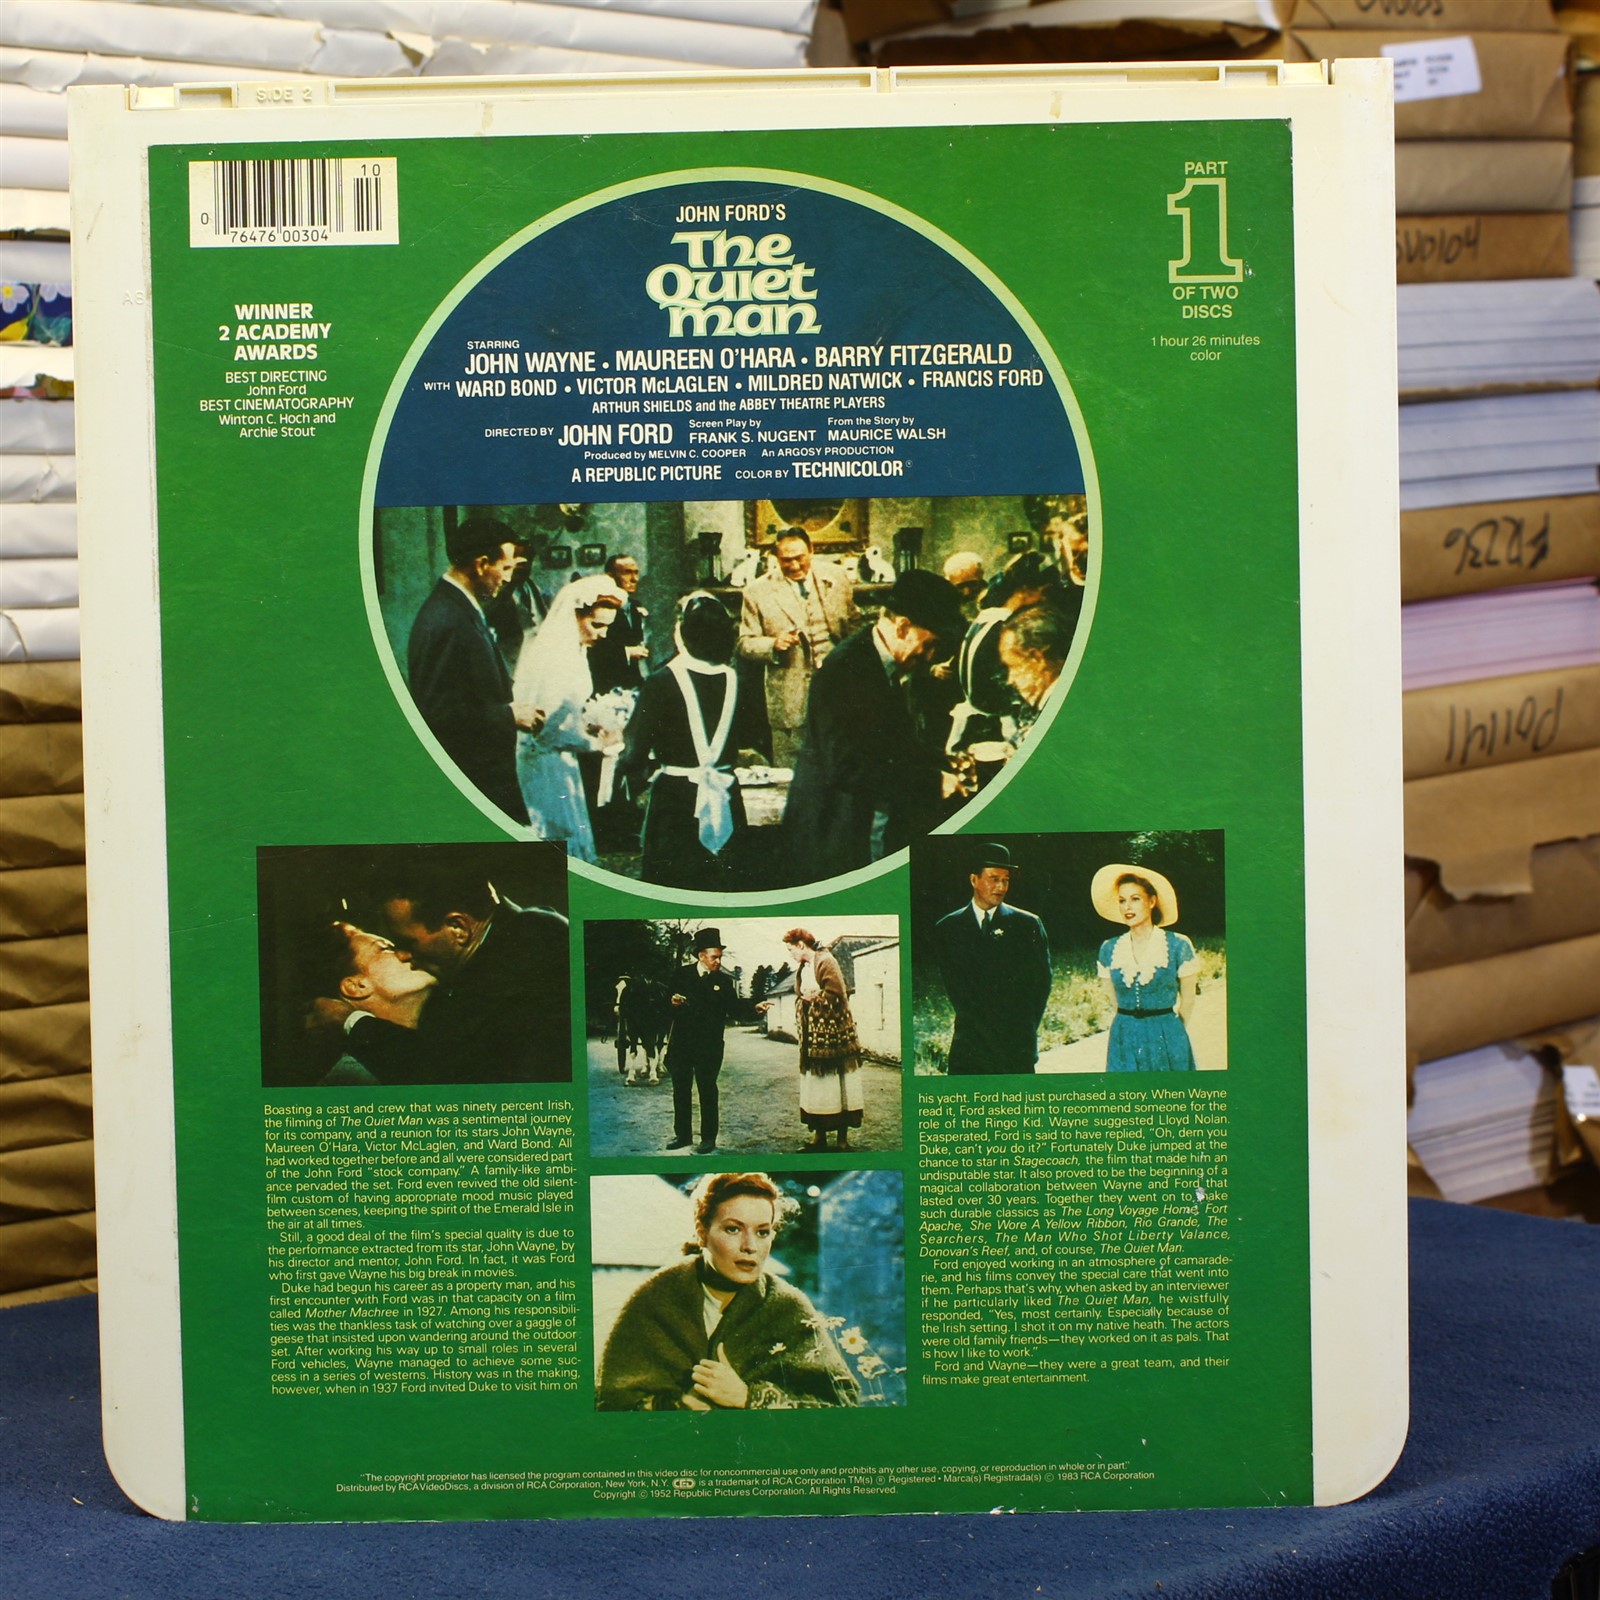 SIDE 2
0 76476 00304 10
WINNER
2 ACADEMY
AWARDS
BEST DIRECTING
John Ford
BEST CINEMATOGRAPHY
Winton C. Hoch and
Archie Stout
JOHN FORD'S
The
Quiet
Man
STARRING
JOHN WAYNE • MAUREEN O'HARA • BARRY FITZGERALD
WITH WARD BOND • VICTOR McLAGLEN • MILDRED NATWICK • FRANCIS FORD
ARTHUR SHIELDS and the ABBEY THEATRE PLAYERS
DIRECTED BY JOHN FORD Screen Play by FRANK S. NUGENT From the Story by MAURICE WALSH
Produced by MELVIN C. COOPER An ARGOSY PRODUCTION
A REPUBLIC PICTURE COLOR BY TECHNICOLOR®
PART
1
OF TWO
DISCS
1 hour 26 minutes
color
Boasting a cast and crew that was ninety percent Irish,
the filming of The Quiet Man was a sentimental journey
for its company, and a reunion for its stars John Wayne,
Maureen O'Hara, Victor McLaglen, and Ward Bond. All
had worked together before and all were considered part
of the John Ford "stock company." A family-like ambi-
ance pervaded the set. Ford even revived the old silent-
film custom of having appropriate mood music played
between scenes, keeping the spirit of the Emerald Isle in
the air at all times.
Still, a good deal of the film's special quality is due to
the performance extracted from its star, John Wayne, by
his director and mentor, John Ford. In fact, it was Ford
who first gave Wayne his big break in movies.
Duke had begun his career as a property man, and his
first encounter with Ford was in that capacity on a film
called Mother Machree in 1927. Among his responsibili-
ties was the thankless task of watching over a gaggle of
geese that insisted upon wandering around the outdoor
set. After working his way up to small roles in several
Ford vehicles, Wayne managed to achieve some suc-
cess in a series of westerns. History was in the making,
however, when in 1937 Ford invited Duke to visit him on
his yacht. Ford had just purchased a story. When Wayne
read it, Ford asked him to recommend someone for the
role of the Ringo Kid. Wayne suggested Lloyd Nolan.
Exasperated, Ford is said to have replied, "Oh, dern you
Duke, can't you do it?" Fortunately Duke jumped at the
chance to star in Stagecoach, the film that made him an
undisputable star. It also proved to be the beginning of a
magical collaboration between Wayne and Ford that
lasted over 30 years. Together they went on to make
such durable classics as The Long Voyage Home, Fort
Apache, She Wore A Yellow Ribbon, Rio Grande, The
Searchers, The Man Who Shot Liberty Valance,
Donovan's Reef, and, of course, The Quiet Man.
Ford enjoyed working in an atmosphere of camarade-
rie, and his films convey the special care that went into
them. Perhaps that's why, when asked by an interviewer
if he particularly liked The Quiet Man, he wistfully
responded, "Yes, most certainly. Especially because of
the Irish setting. I shot it on my native heath. The actors
were old family friends—they worked on it as pals. That
is how I like to work."
Ford and Wayne—they were a great team, and their
films make great entertainment.
"The copyright proprietor has licensed the program contained in this video disc for noncommercial use only and prohibits any other use, copying, or reproduction in whole or in part."
Distributed by RCA VideoDiscs, a division of RCA Corporation, New York, N.Y. CED is a trademark of RCA Corporation TM(s) ® Registered • Marca(s) Registrada(s) © 1983 RCA Corporation
Copyright © 1952 Republic Pictures Corporation. All Rights Reserved.
P0141